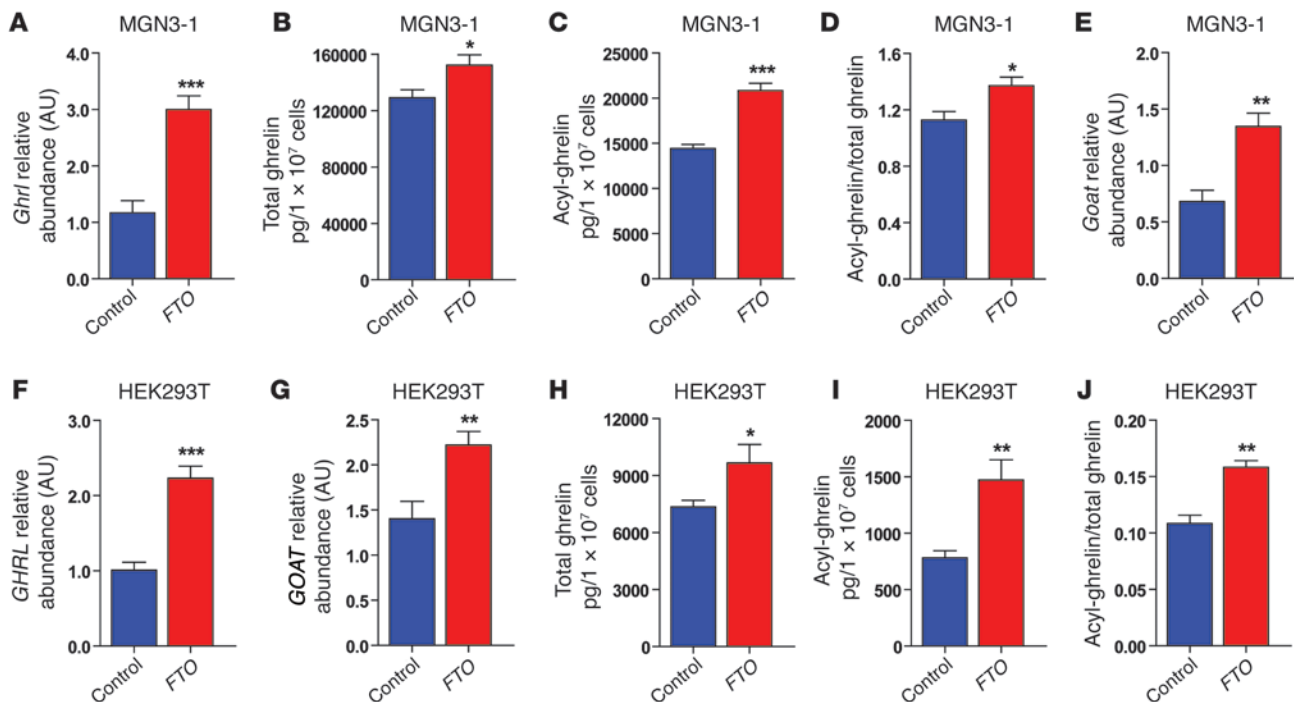 A MGN3-1
Ghrl relative
abundance (AU)
4.0
3.0
2.0
1.0
0.0
***
Control
FTO
B MGN3-1
Total ghrelin
pg/1 × 10⁷ cells
160000
120000
80000
40000
0
*
Control
FTO
C MGN3-1
Acyl-ghrelin
pg/1 × 10⁷ cells
25000
20000
15000
10000
5000
0
***
Control
FTO
D MGN3-1
Acyl-ghrelin/total ghrelin
1.6
1.2
0.8
0.4
0.0
*
Control
FTO
E MGN3-1
Goat relative
abundance (AU)
2.0
1.5
1.0
0.5
0.0
**
Control
FTO
F HEK293T
GHRL relative
abundance (AU)
3.0
2.0
1.0
0.0
***
Control
FTO
G HEK293T
GOAT relative
abundance (AU)
2.5
2.0
1.5
1.0
0.5
0.0
**
Control
FTO
H HEK293T
Total ghrelin
pg/1 × 10⁷ cells
12000
9000
6000
3000
0
*
Control
FTO
I HEK293T
Acyl-ghrelin
pg/1 × 10⁷ cells
2000
1500
1000
500
0
**
Control
FTO
J HEK293T
Acyl-ghrelin/total ghrelin
0.20
0.15
0.10
0.05
0.00
**
Control
FTO